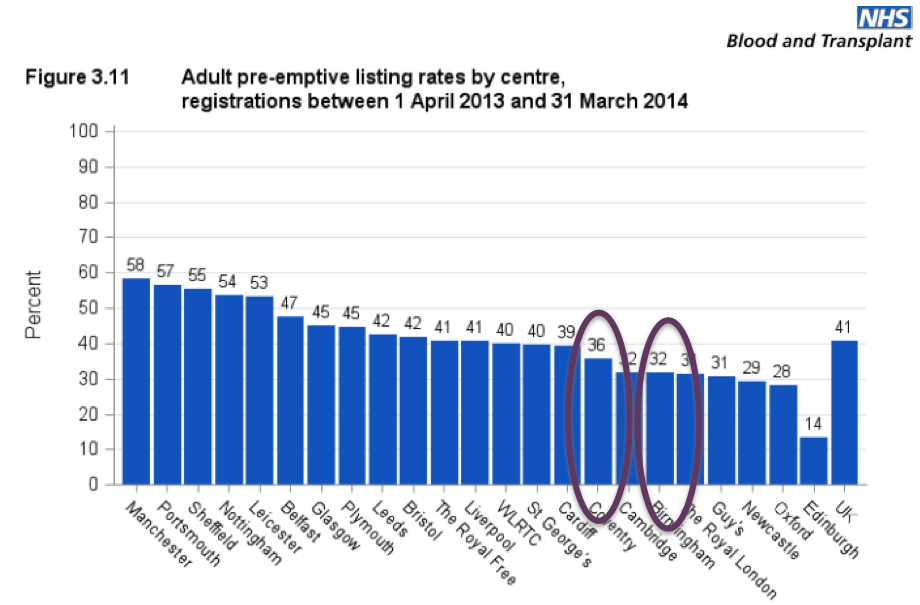 NHS
Blood and Transplant
Figure 3.11 Adult pre-emptive listing rates by centre,
registrations between 1 April 2013 and 31 March 2014
100
90
80
70
60
50
40
30
20
10
0
Percent
58 57 55 54 53 47 45 45 42 42 41 41 40 40 39 36 32 32 31 29 28 14 41
Manchester
Portsmouth
Sheffield
Nottingham
Leicester
Belfast
Glasgow
Plymouth
Leeds
Bristol
The Royal Free
Liverpool
WLRTC
St George's
Cardiff
Coventry
Cambridge
Birmingham
The Royal London
Guy's
Newcastle
Oxford
Edinburgh
UK